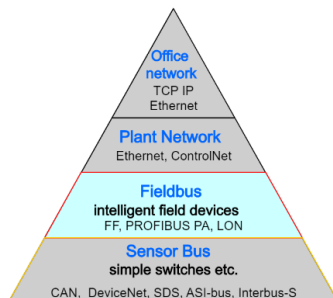 Office
network
TCP IP
Ethernet
Plant Network
Ethernet, ControlNet
Fieldbus
intelligent field devices
FF, PROFIBUS PA, LON
Sensor Bus
simple switches etc.
CAN, DeviceNet, SDS, ASI-bus, Interbus-S